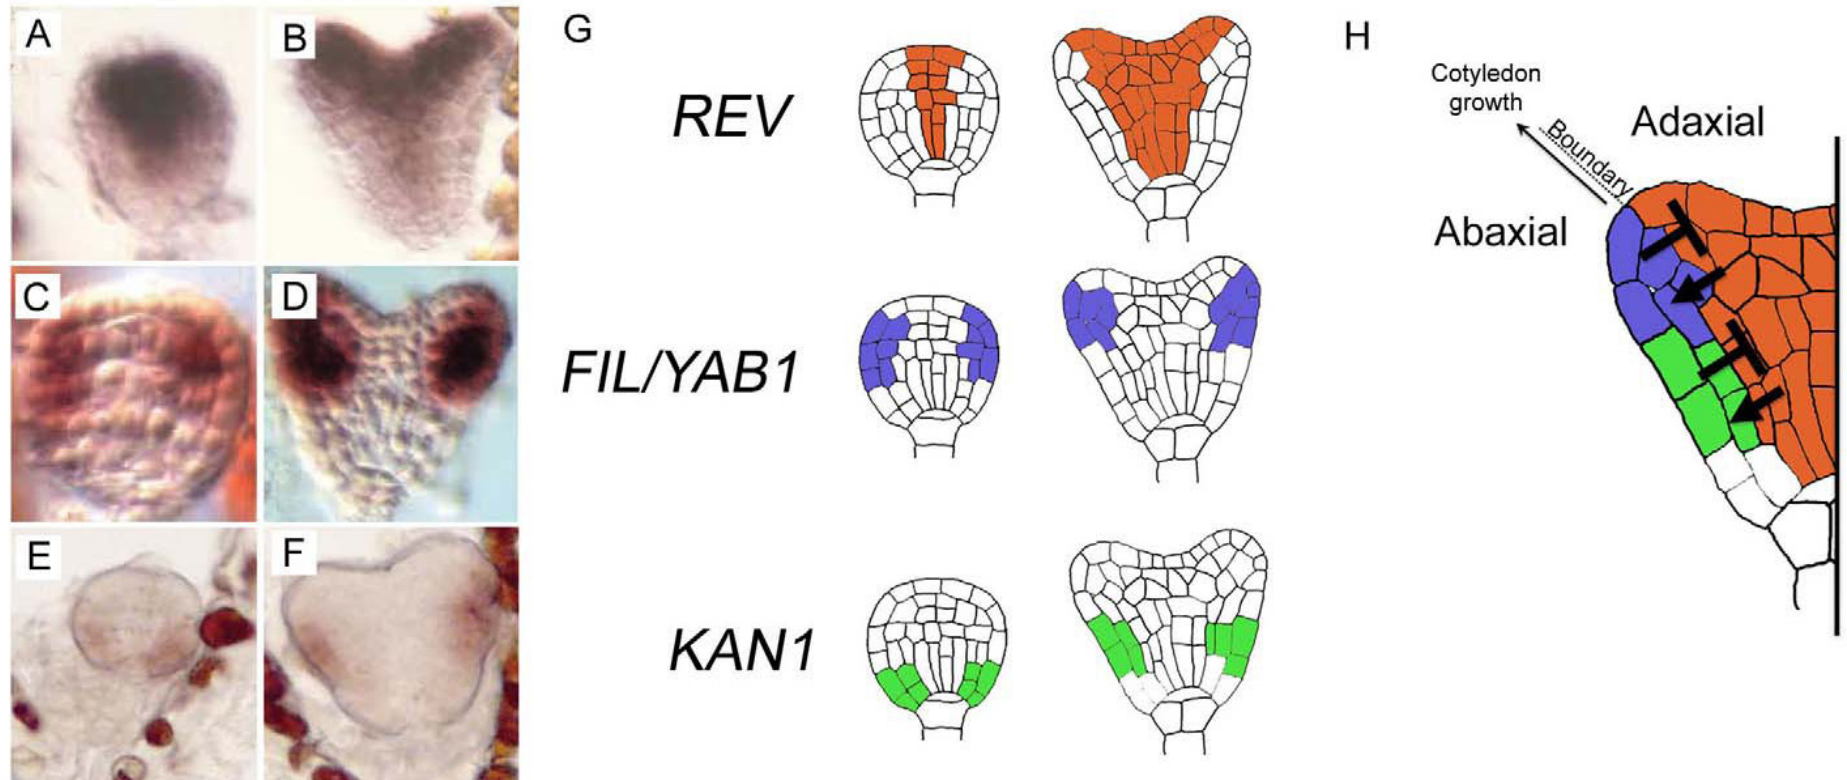 A
B
C
D
E
F
G
REV
FIL/YAB1
KAN1
H
Cotyledon
growth
Boundary
Adaxial
Abaxial